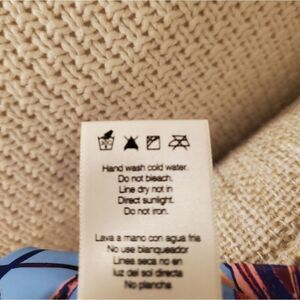 Hand wash cold water.
Do not bleach.
Line dry not in
Direct sunlight.
Do not iron.
Lava a mano con agua fria
No use blanqueador
Linea seca no en
luz del sol directa
No plancha